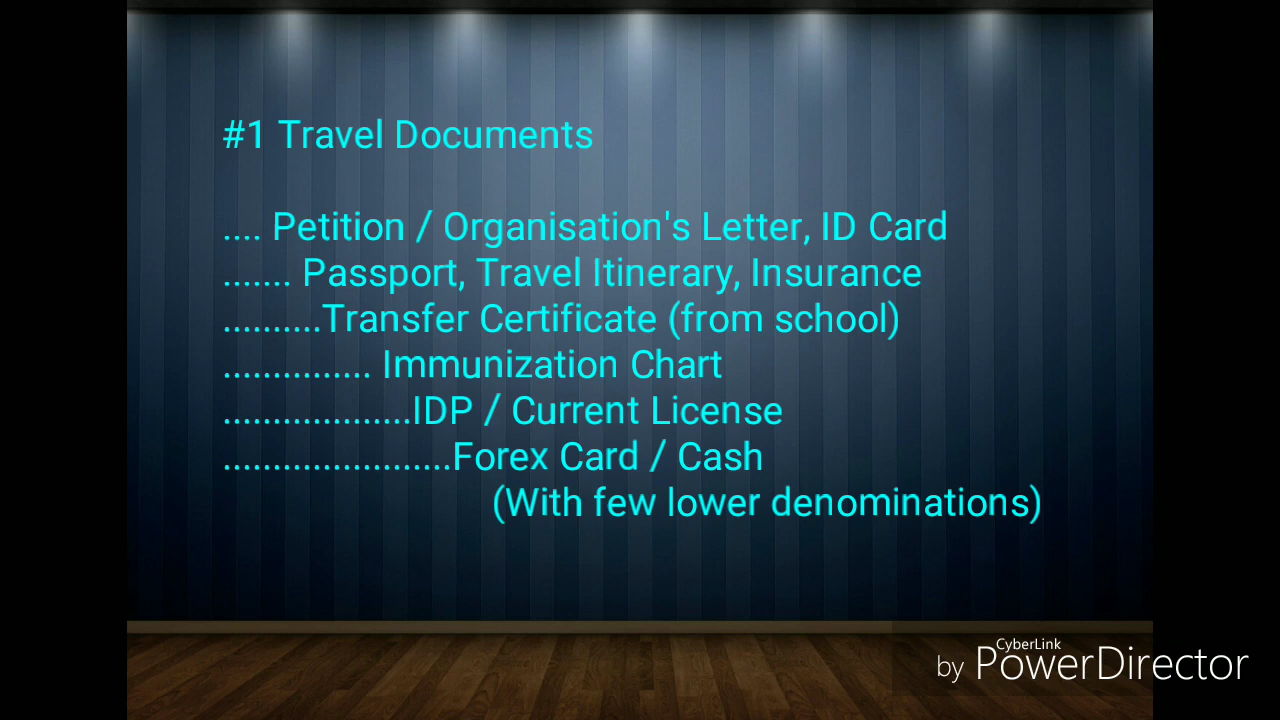 #1 Travel Documents
.... Petition / Organisation's Letter, ID Card
....... Passport, Travel Itinerary, Insurance
..........Transfer Certificate (from school)
............... Immunization Chart
...................IDP / Current License
.......................Forex Card / Cash
(With few lower denominations)
by CyberLink PowerDirector